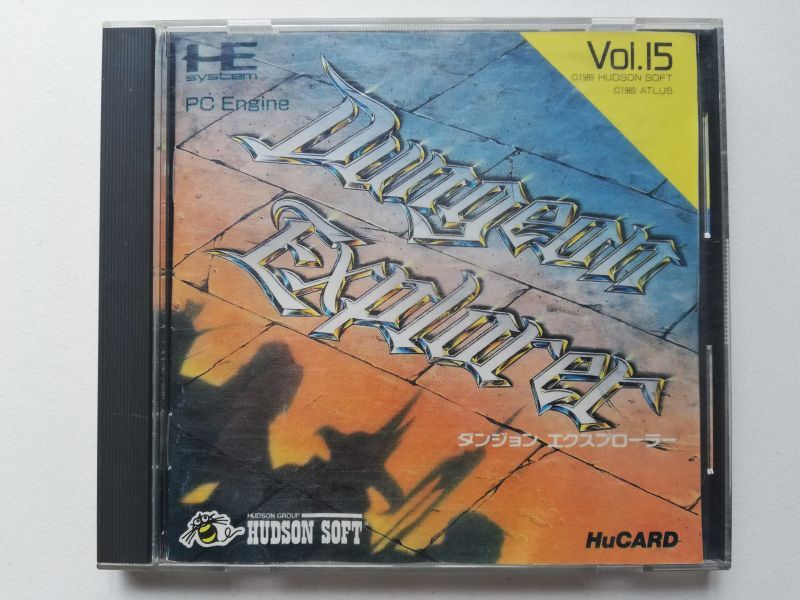 HE
system
PC Engine
Vol.15
©1989 HUDSON SOFT
©1989 ATLUS
Dungeon
Explorer
ダンジョン エクスプローラー
HUDSON GROUP
HUDSON SOFT
HuCARD